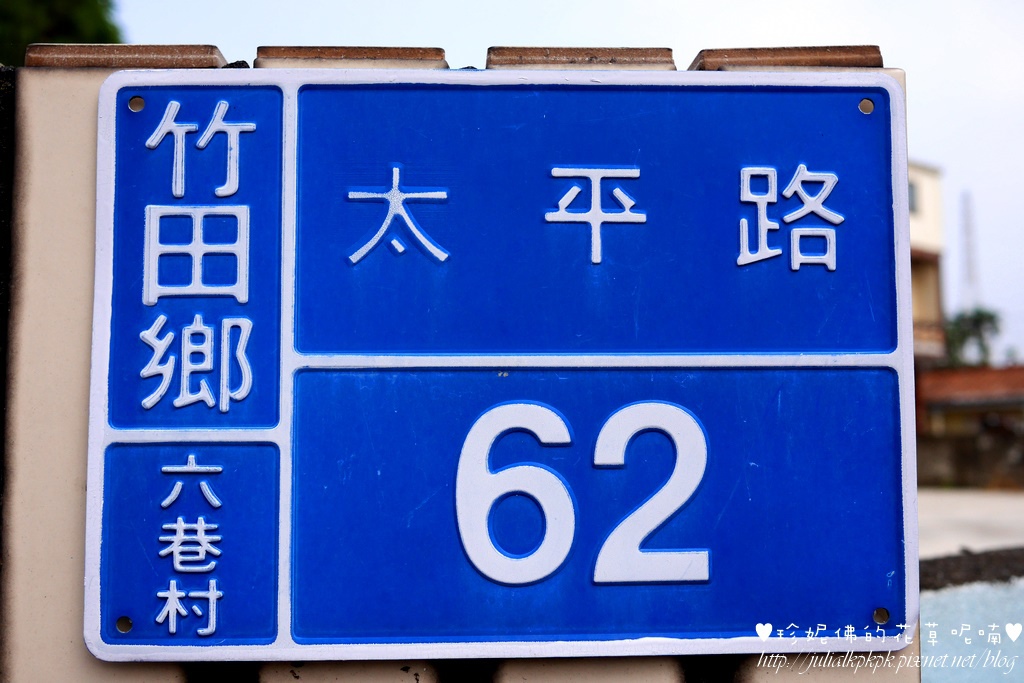 竹田鄉
六巷村
太平路
62
♥珍妮佛的花草呢喃♥
http://julialkpkpk.pixnet.net/blog